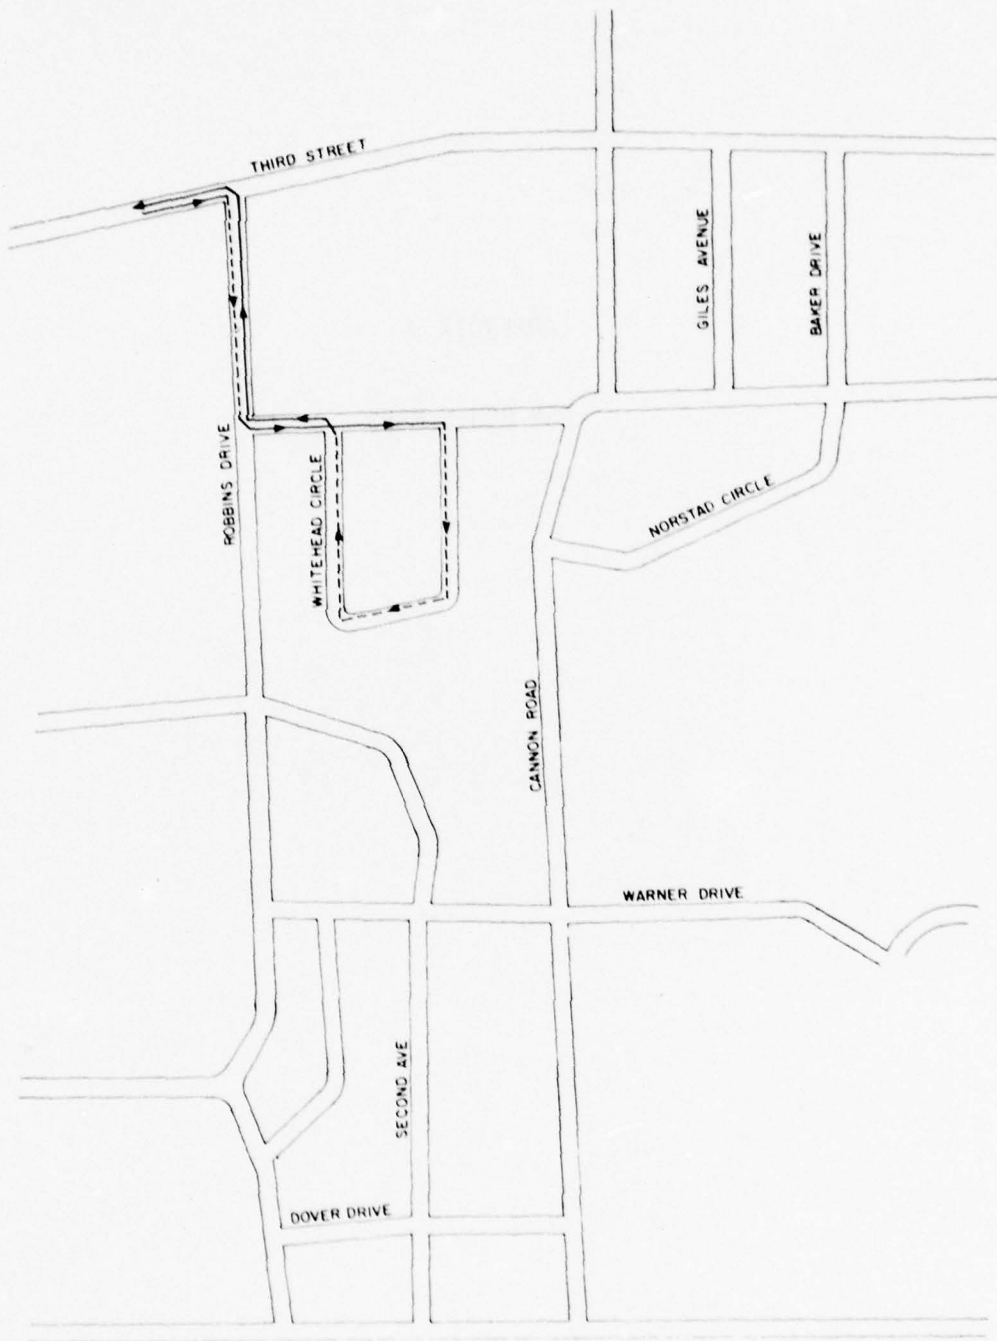 THIRD STREET
GILES AVENUE
BAKER DRIVE
ROBBINS DRIVE
WHITEHEAD CIRCLE
NORSTAD CIRCLE
CANNON ROAD
WARNER DRIVE
SECOND AVE
DOVER DRIVE